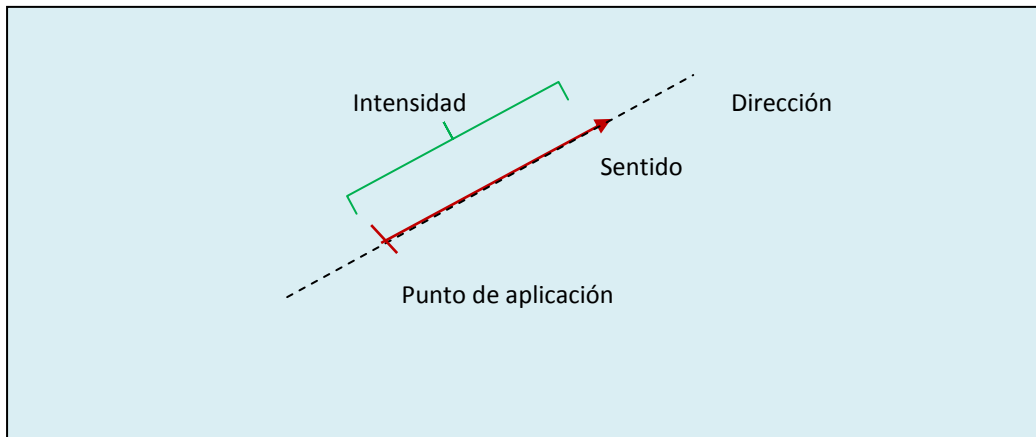 Intensidad
Dirección
Sentido
Punto de aplicación